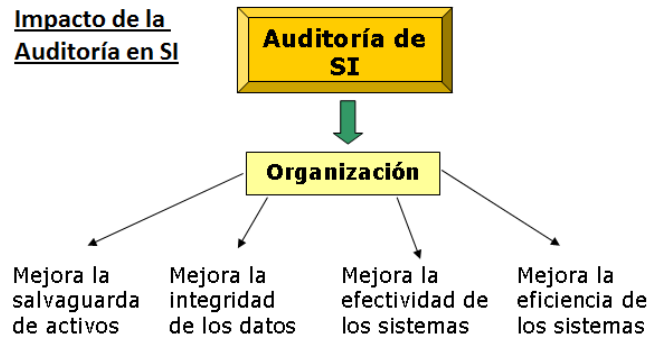 Impacto de la
Auditoría en SI
Auditoría de
SI
Organización
Mejora la
salvaguarda
de activos
Mejora la
integridad
de los datos
Mejora la
efectividad de
los sistemas
Mejora la
eficiencia de
los sistemas